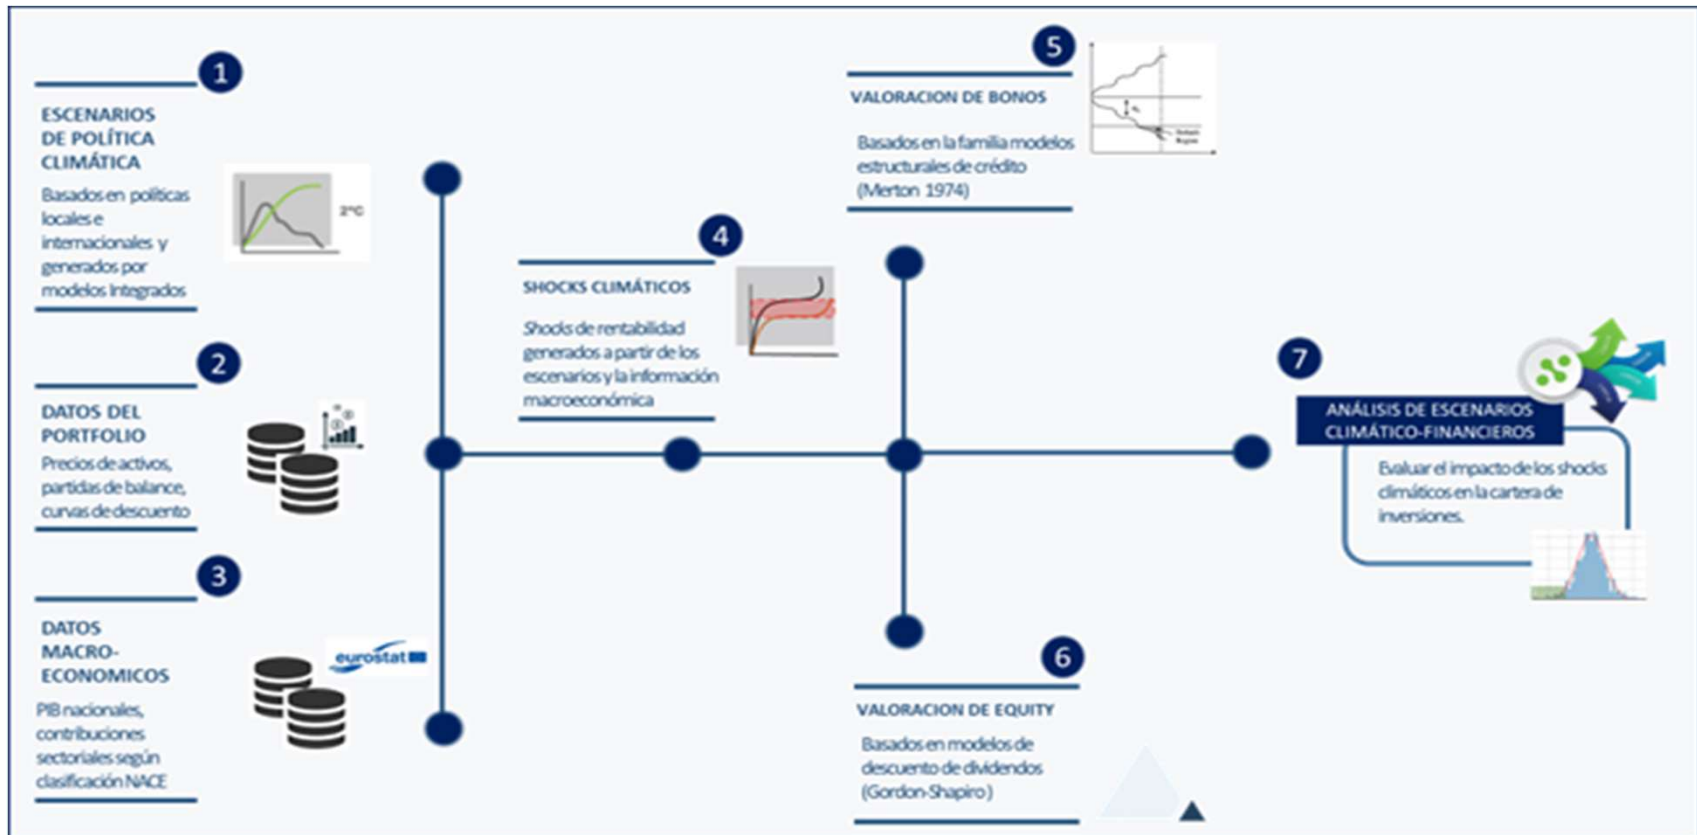 1
ESCENARIOS
DE POLÍTICA
CLIMÁTICA
Basados en políticas
locales e
internacionales y
generados por
modelos Integrados
2°C
2
DATOS DEL
PORTFOLIO
Precios de activos,
partidas de balance,
curvas de descuento
3
DATOS
MACRO-
ECONOMICOS
PIB nacionales,
contribuciones
sectoriales según
clasificación NACE
eurostat
4
SHOCKS CLIMÁTICOS
Shocks de rentabilidad
generados a partir de los
escenarios y la información
macroeconómica
5
VALORACION DE BONOS
Basados en la familia modelos
estructurales de crédito
(Merton 1974)
6
VALORACION DE EQUITY
Basados en modelos de
descuento de dividendos
(Gordon-Shapiro)
7
ANÁLISIS DE ESCENARIOS
CLIMÁTICO-FINANCIEROS
Evaluar el impacto de los shocks
climáticos en la cartera de
inversiones.